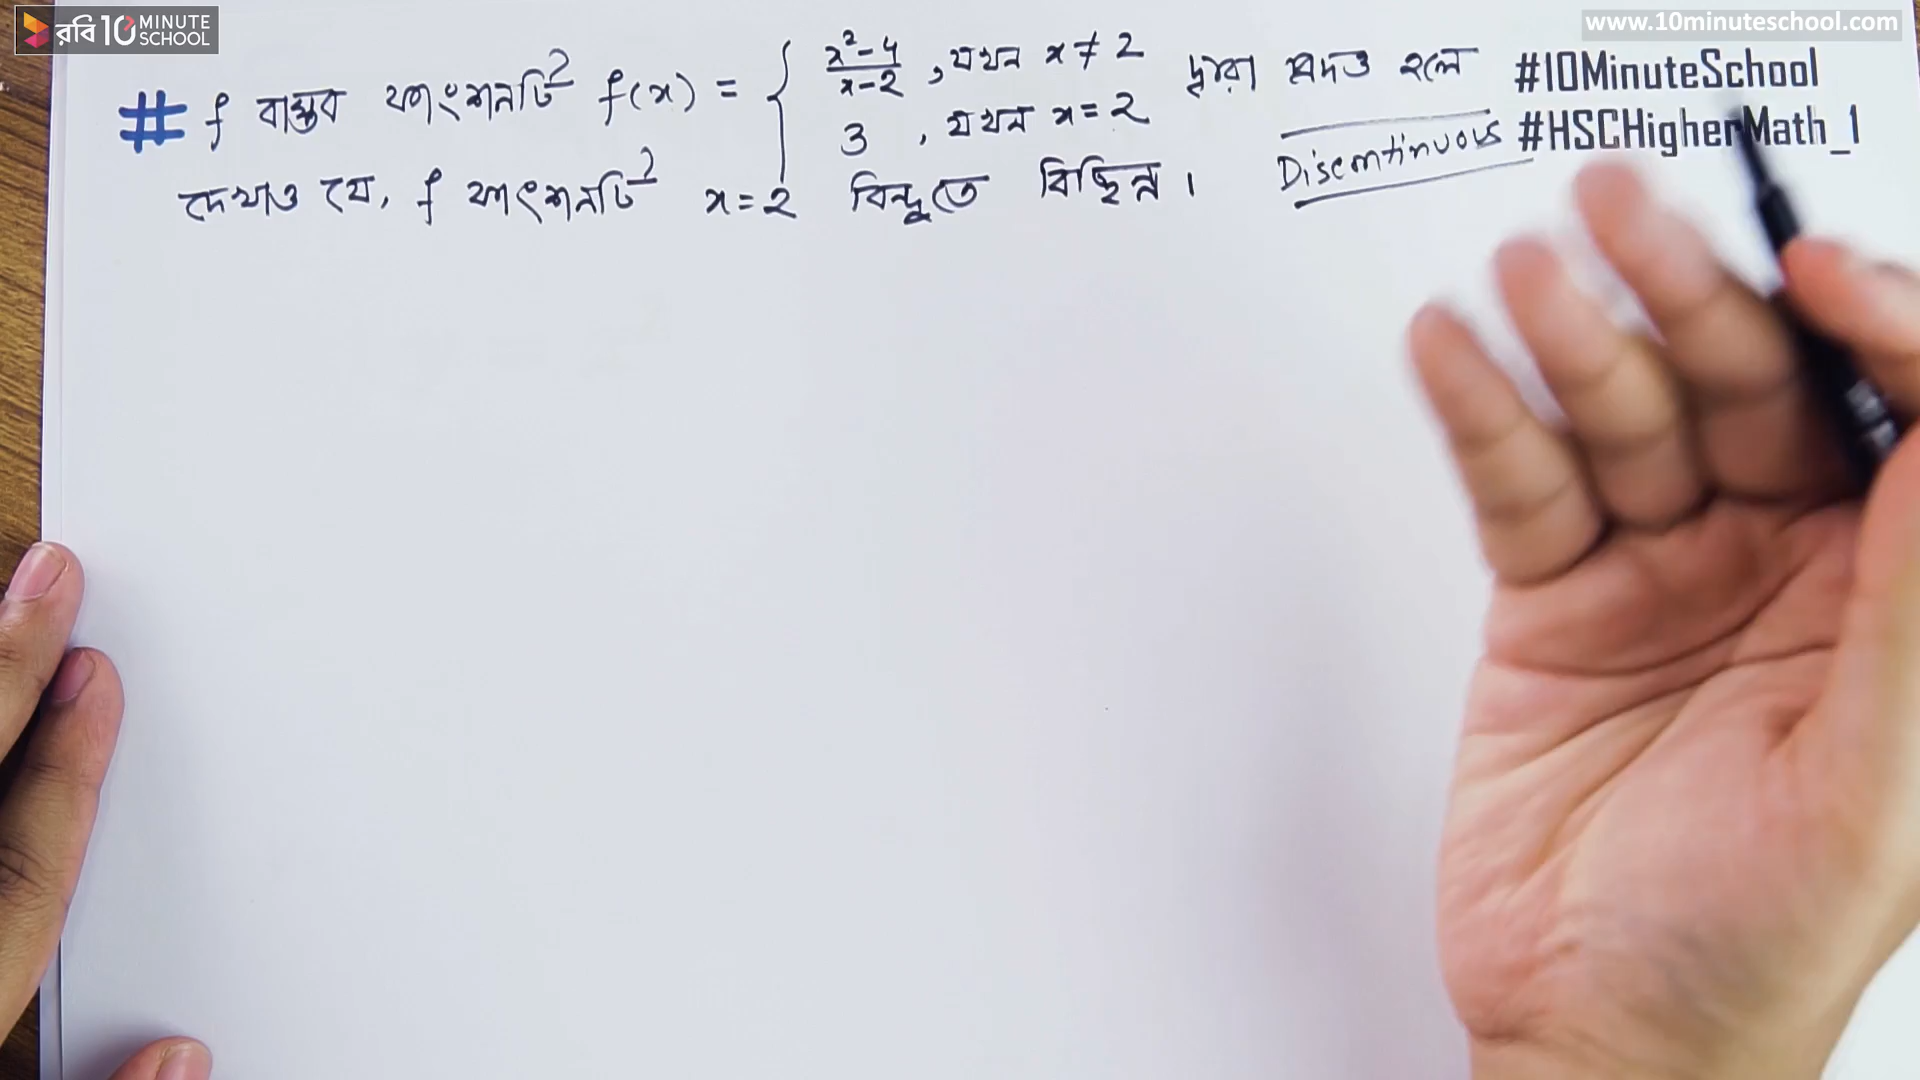 রবি 10 MINUTE SCHOOL
www.10minuteschool.com
# f বাস্তব ফাংশনটি f(x) = { (x²-4)/(x-2) , যখন x ≠ 2 দ্বারা প্রদত্ত হলে
3 , যখন x = 2
#10MinuteSchool
#HSCHigherMath_1
দেখাও যে, f ফাংশনটি x = 2 বিন্দুতে বিচ্ছিন্ন ।
Discontinuous